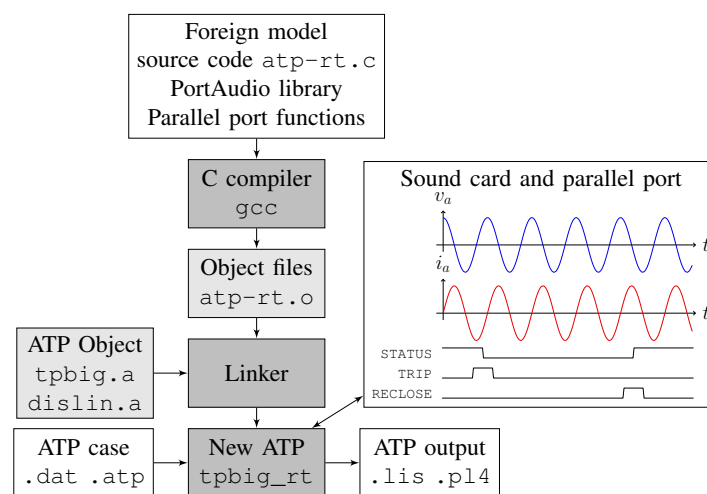 Foreign model
source code atp-rt.c
PortAudio library
Parallel port functions
C compiler
gcc
Sound card and parallel port
v_a
t
i_a
t
STATUS
TRIP
RECLOSE
Object files
atp-rt.o
ATP Object
tpbig.a
dislin.a
Linker
ATP case
.dat .atp
New ATP
tpbig_rt
ATP output
.lis .pl4